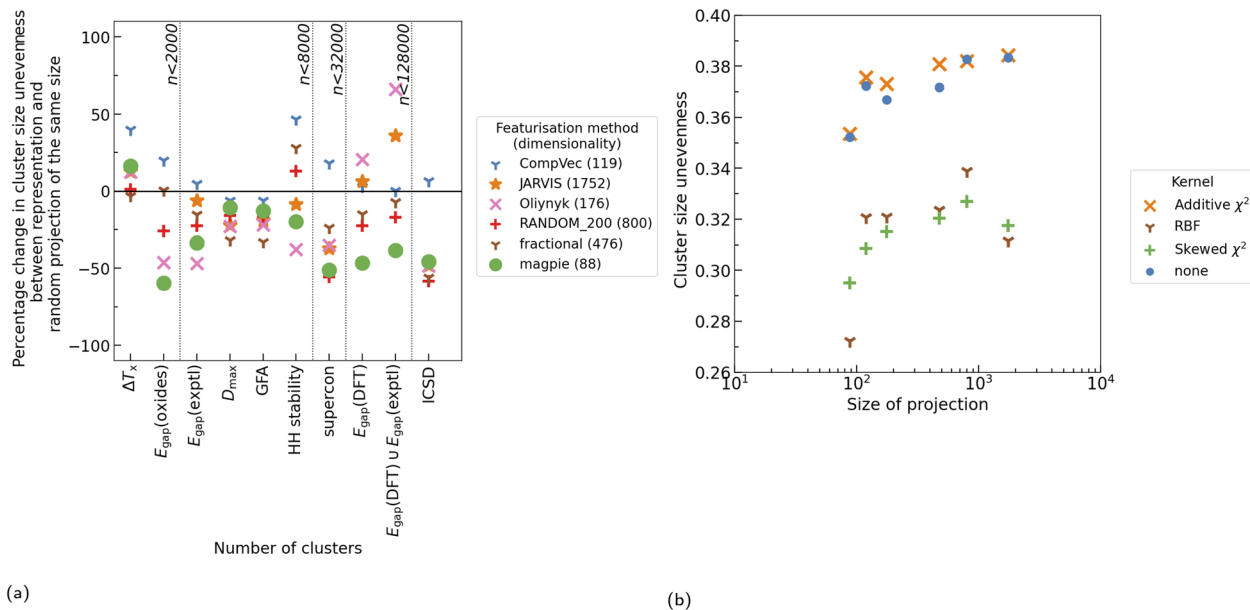 Percentage change in cluster size unevenness
between representation and
random projection of the same size
100
50
0
−50
−100
n<2000
n<8000
n<32000
n<128000
ΔTx
Egap(oxides)
Egap(exptl)
Dmax
GFA
HH stability
supercon
Egap(DFT)
Egap(DFT) ∪ Egap(exptl)
ICSD
Number of clusters
Featurisation method
(dimensionality)
CompVec (119)
JARVIS (1752)
Oliynyk (176)
RANDOM_200 (800)
fractional (476)
magpie (88)
(a)
Cluster size unevenness
0.40
0.38
0.36
0.34
0.32
0.30
0.28
0.26
10¹
10²
10³
10⁴
Size of projection
Kernel
Additive χ²
RBF
Skewed χ²
none
(b)